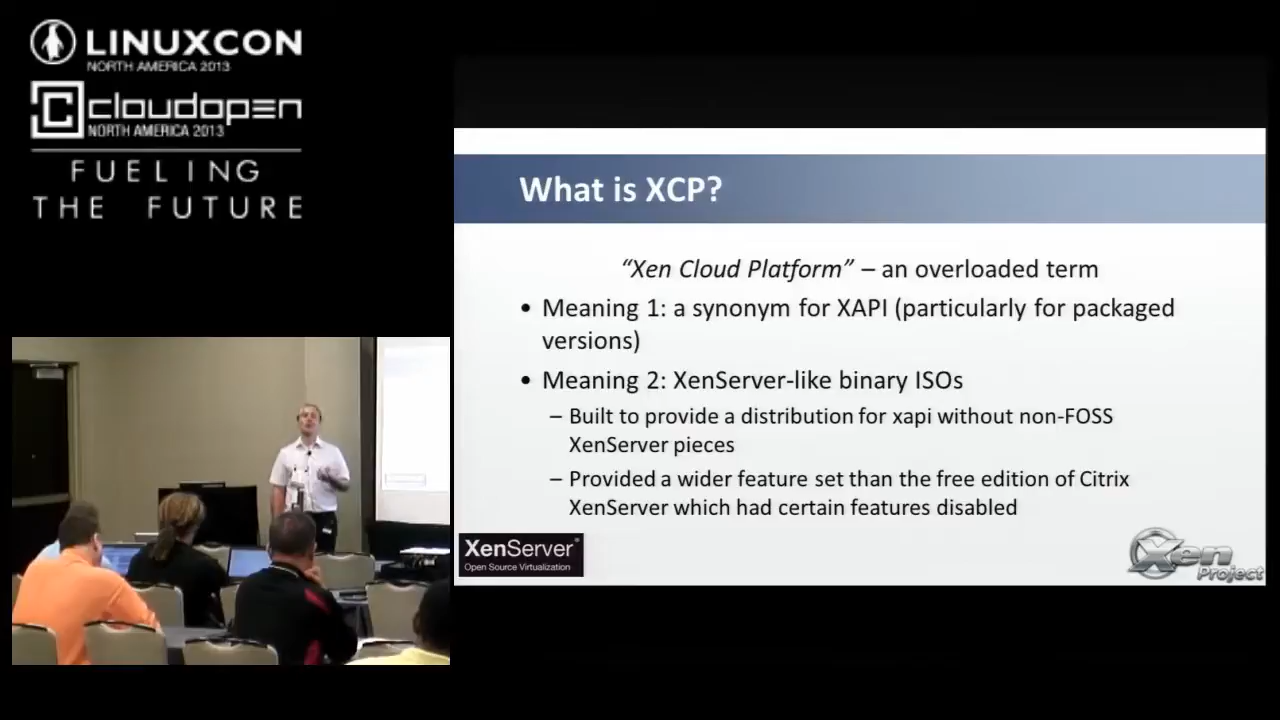 LINUXCON
NORTH AMERICA 2013
cloudopen
NORTH AMERICA 2013
FUELING
THE FUTURE
What is XCP?
“Xen Cloud Platform” – an overloaded term
• Meaning 1: a synonym for XAPI (particularly for packaged
versions)
• Meaning 2: XenServer-like binary ISOs
– Built to provide a distribution for xapi without non-FOSS
XenServer pieces
– Provided a wider feature set than the free edition of Citrix
XenServer which had certain features disabled
XenServer®
Open Source Virtualization
Xen
Project